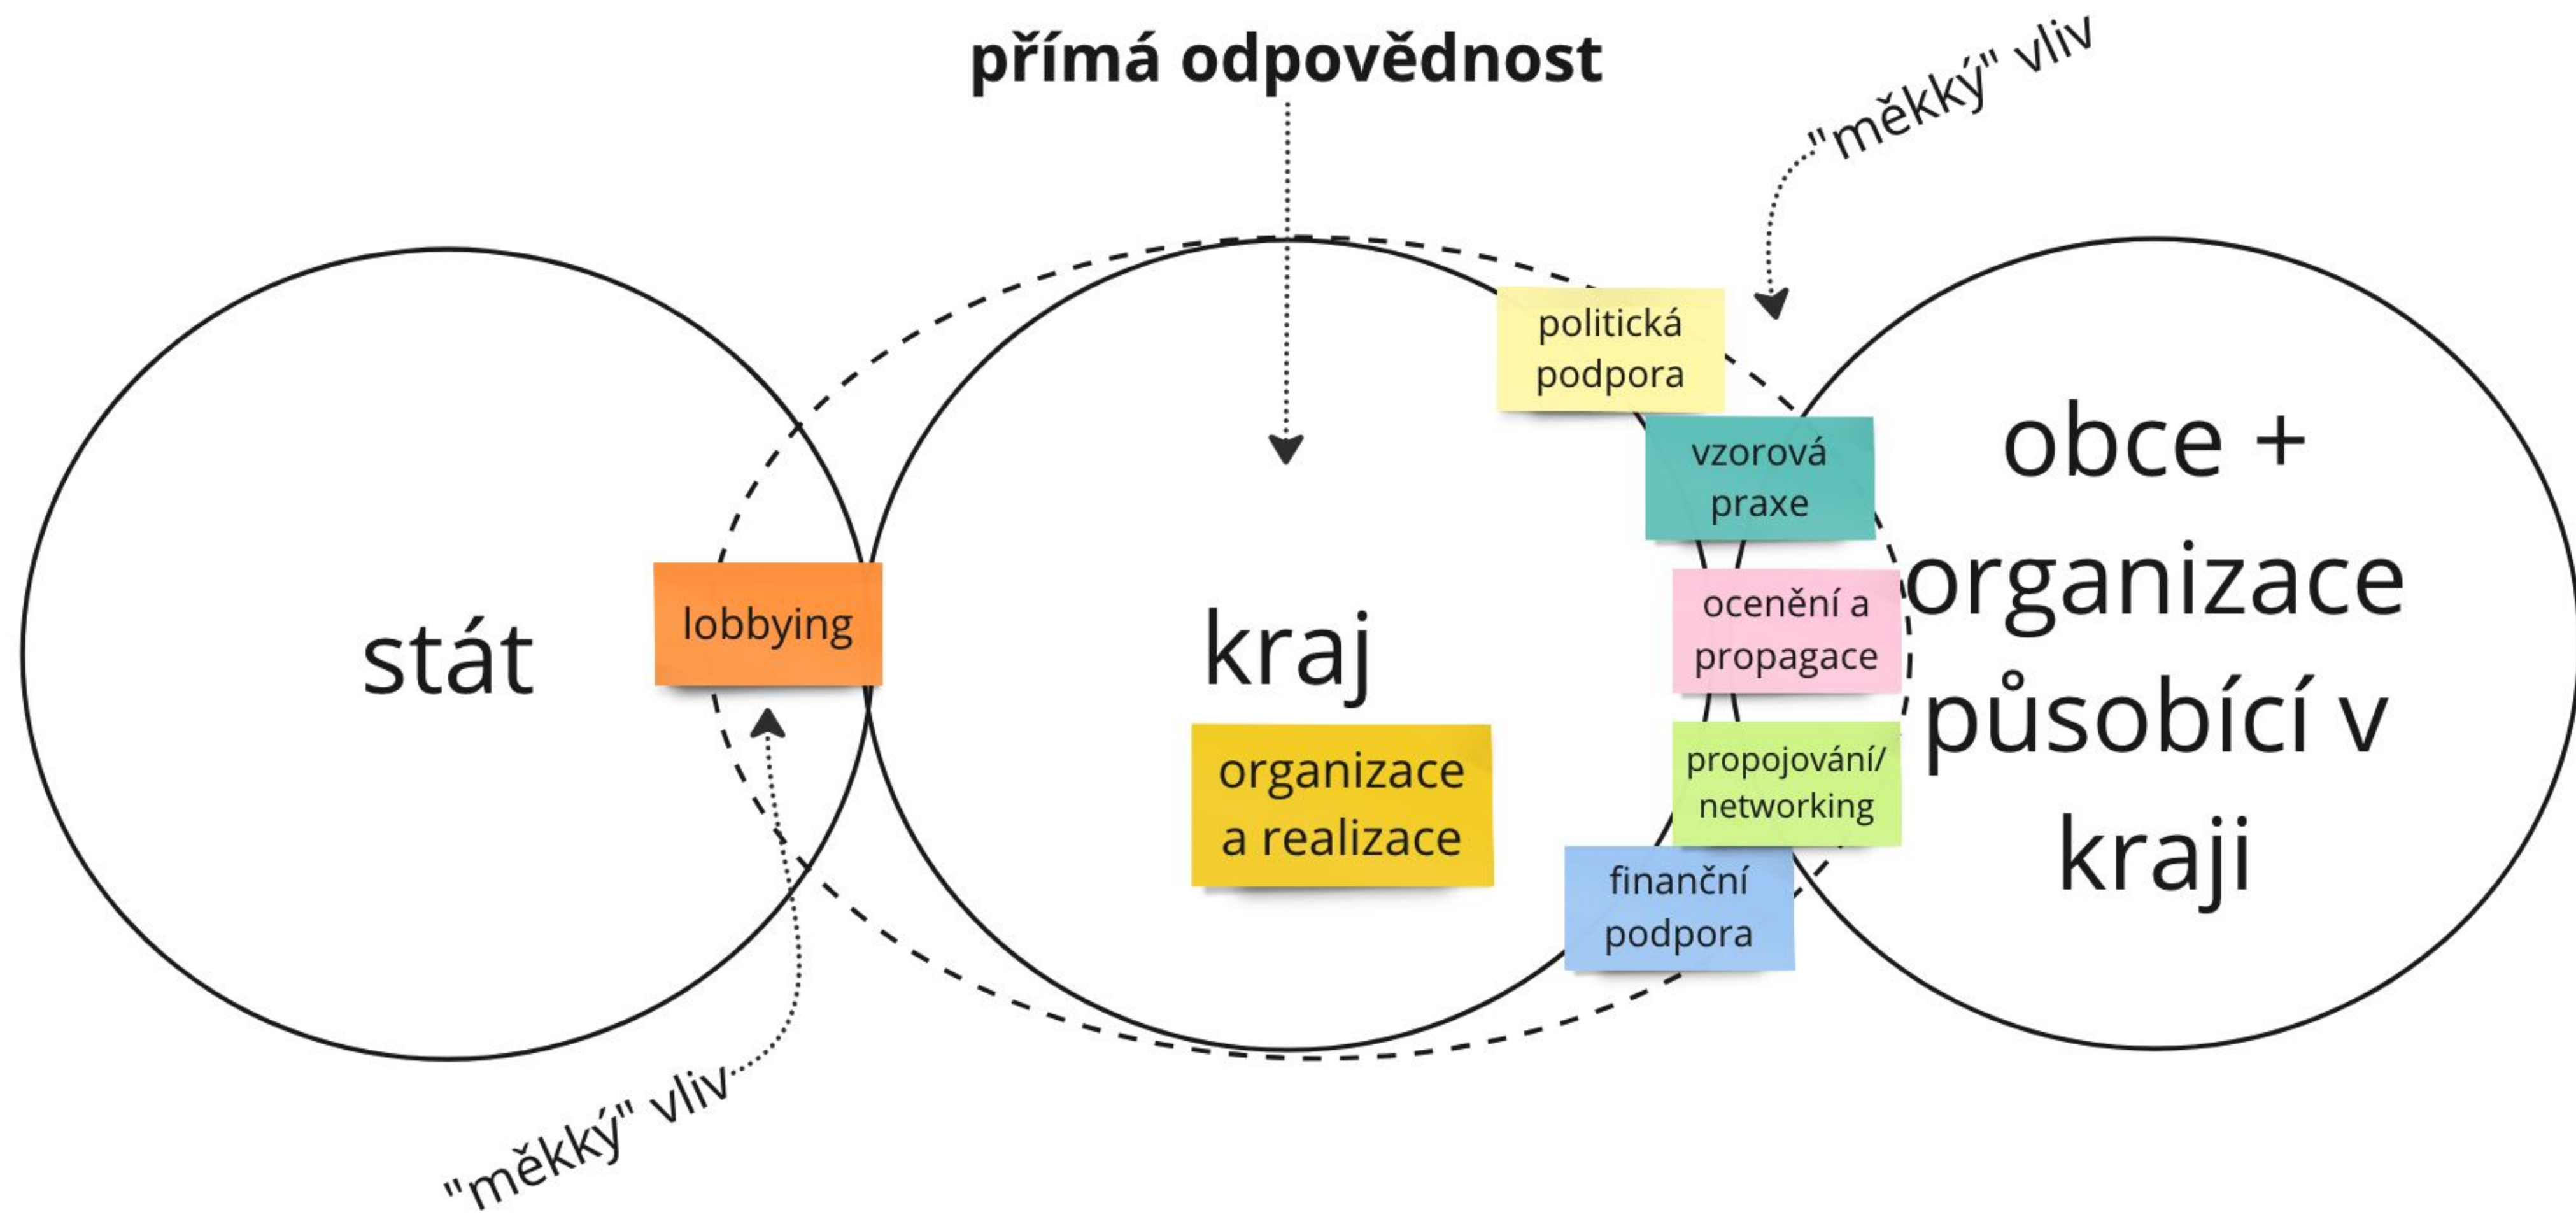 přímá odpovědnost
"měkký" vliv
politická
podpora
vzorová
praxe
obce +
organizace
působící v
kraji
stát
lobbying
kraj
ocenění a
propagace
organizace
a realizace
propojování/
networking
finanční
podpora
"měkký" vliv